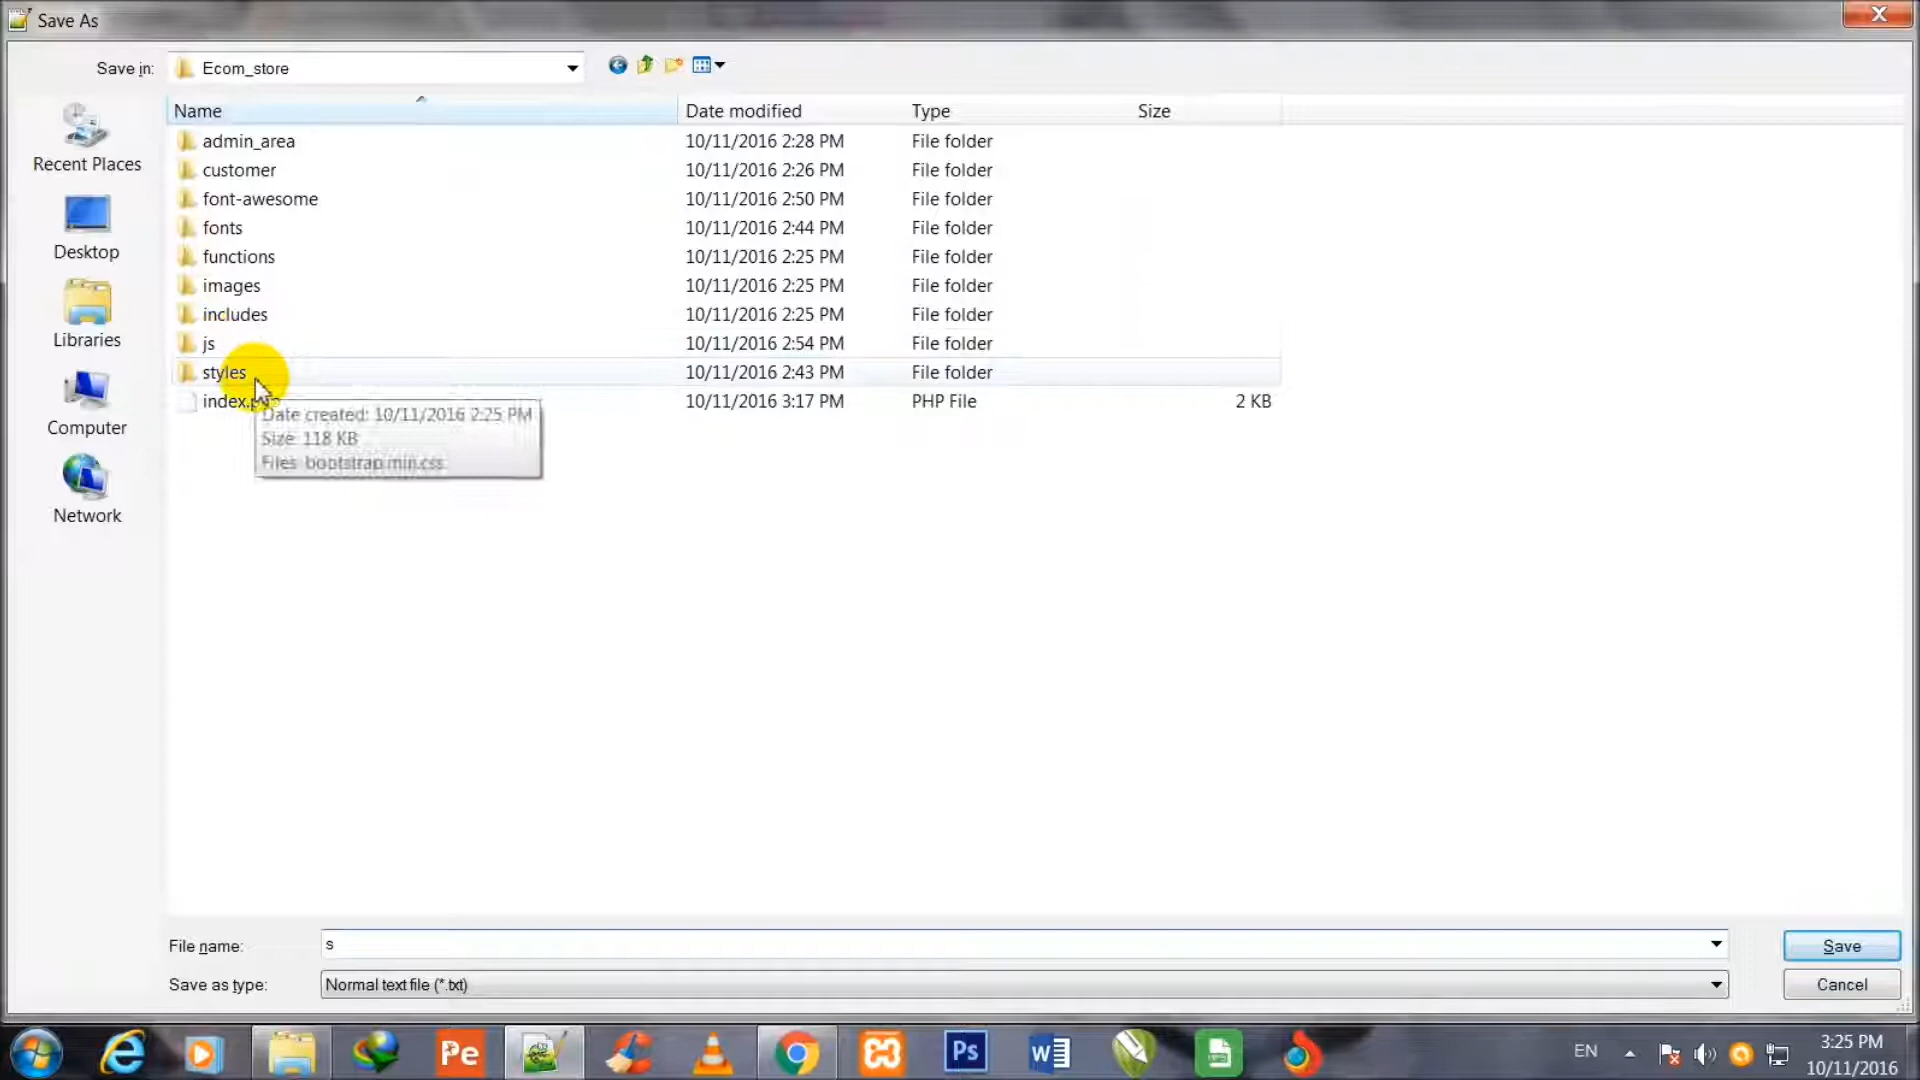 Save As
Save in: Ecom_store
Name Date modified Type Size
admin_area 10/11/2016 2:28 PM File folder
customer 10/11/2016 2:26 PM File folder
font-awesome 10/11/2016 2:50 PM File folder
fonts 10/11/2016 2:44 PM File folder
functions 10/11/2016 2:25 PM File folder
images 10/11/2016 2:25 PM File folder
includes 10/11/2016 2:25 PM File folder
js 10/11/2016 2:54 PM File folder
styles 10/11/2016 2:43 PM File folder
index.php 10/11/2016 3:17 PM PHP File 2 KB
Date created: 10/11/2016 2:25 PM
Size: 118 KB
Files: bootstrap.min.css
Recent Places
Desktop
Libraries
Computer
Network
File name: s Save
Save as type: Normal text file (*.txt) Cancel
Pe Ps W EN 3:25 PM
10/11/2016